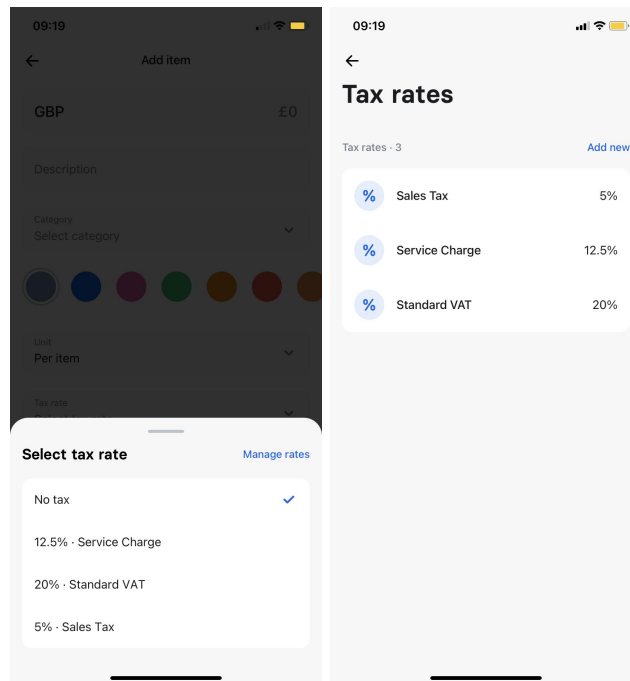 09:19
Add item
GBP £0
Description
Category
Select category
Unit
Per item
Tax rate
Select tax rate
Manage rates
No tax
12.5% · Service Charge
20% · Standard VAT
5% · Sales Tax
09:19
Tax rates
Tax rates · 3
Add new
% Sales Tax 5%
% Service Charge 12.5%
% Standard VAT 20%